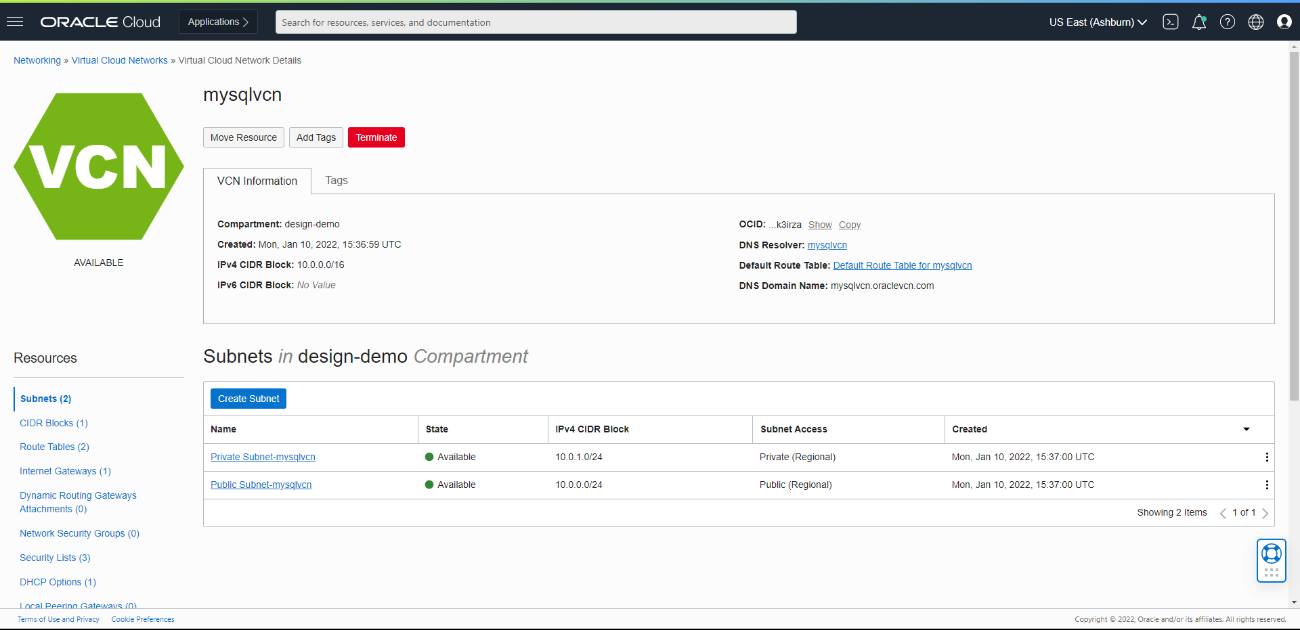 ORACLE Cloud
Applications
Search for resources, services, and documentation
US East (Ashburn)
Networking » Virtual Cloud Networks » Virtual Cloud Network Details
VCN
AVAILABLE
mysqlvcn
Move Resource
Add Tags
Terminate
VCN Information
Tags
Compartment: design-demo
Created: Mon, Jan 10, 2022, 15:36:59 UTC
IPv4 CIDR Block: 10.0.0.0/16
IPv6 CIDR Block: No Value
OCID: ...k3irza Show Copy
DNS Resolver: mysqlvcn
Default Route Table: Default Route Table for mysqlvcn
DNS Domain Name: mysqlvcn.oraclevcn.com
Resources
Subnets (2)
CIDR Blocks (1)
Route Tables (2)
Internet Gateways (1)
Dynamic Routing Gateways
Attachments (0)
Network Security Groups (0)
Security Lists (3)
DHCP Options (1)
Local Peering Gateways (0)
Subnets in design-demo Compartment
Create Subnet
Name State IPv4 CIDR Block Subnet Access Created
Private Subnet-mysqlvcn Available 10.0.1.0/24 Private (Regional) Mon, Jan 10, 2022, 15:37:00 UTC
Public Subnet-mysqlvcn Available 10.0.0.0/24 Public (Regional) Mon, Jan 10, 2022, 15:37:00 UTC
Showing 2 Items 1 of 1
Terms of Use and Privacy Cookie Preferences
Copyright © 2022, Oracle and/or its affiliates. All rights reserved.